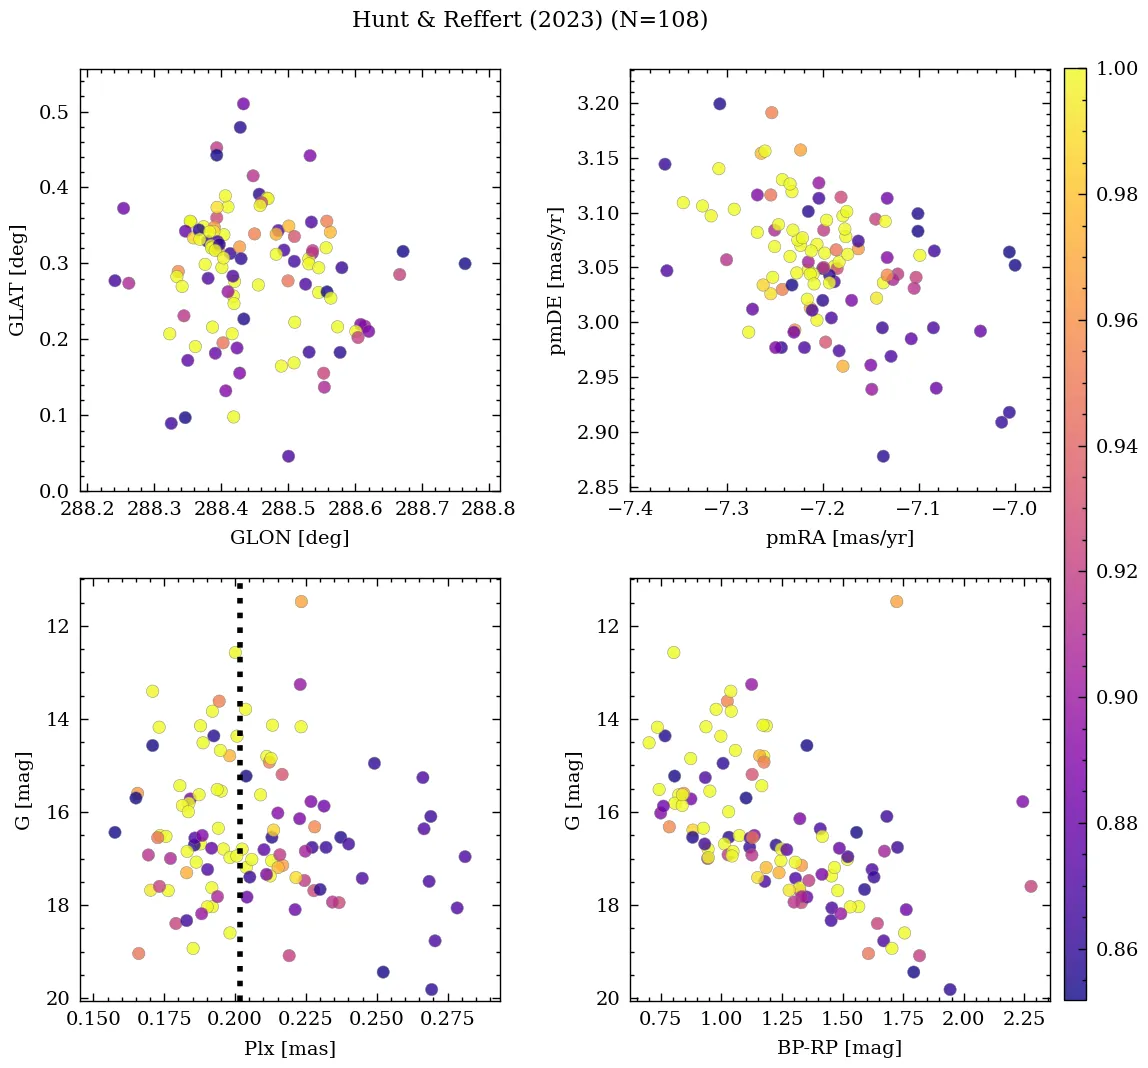 Hunt & Reffert (2023) (N=108)
0.5
0.4
0.3
0.2
0.1
0.0
GLAT [deg]
288.2 288.3 288.4 288.5 288.6 288.7 288.8
GLON [deg]
3.20
3.15
3.10
3.05
3.00
2.95
2.90
2.85
pmDE [mas/yr]
−7.4 −7.3 −7.2 −7.1 −7.0
pmRA [mas/yr]
12
14
16
18
20
G [mag]
0.150 0.175 0.200 0.225 0.250 0.275
Plx [mas]
12
14
16
18
20
G [mag]
0.75 1.00 1.25 1.50 1.75 2.00 2.25
BP-RP [mag]
1.00
0.98
0.96
0.94
0.92
0.90
0.88
0.86